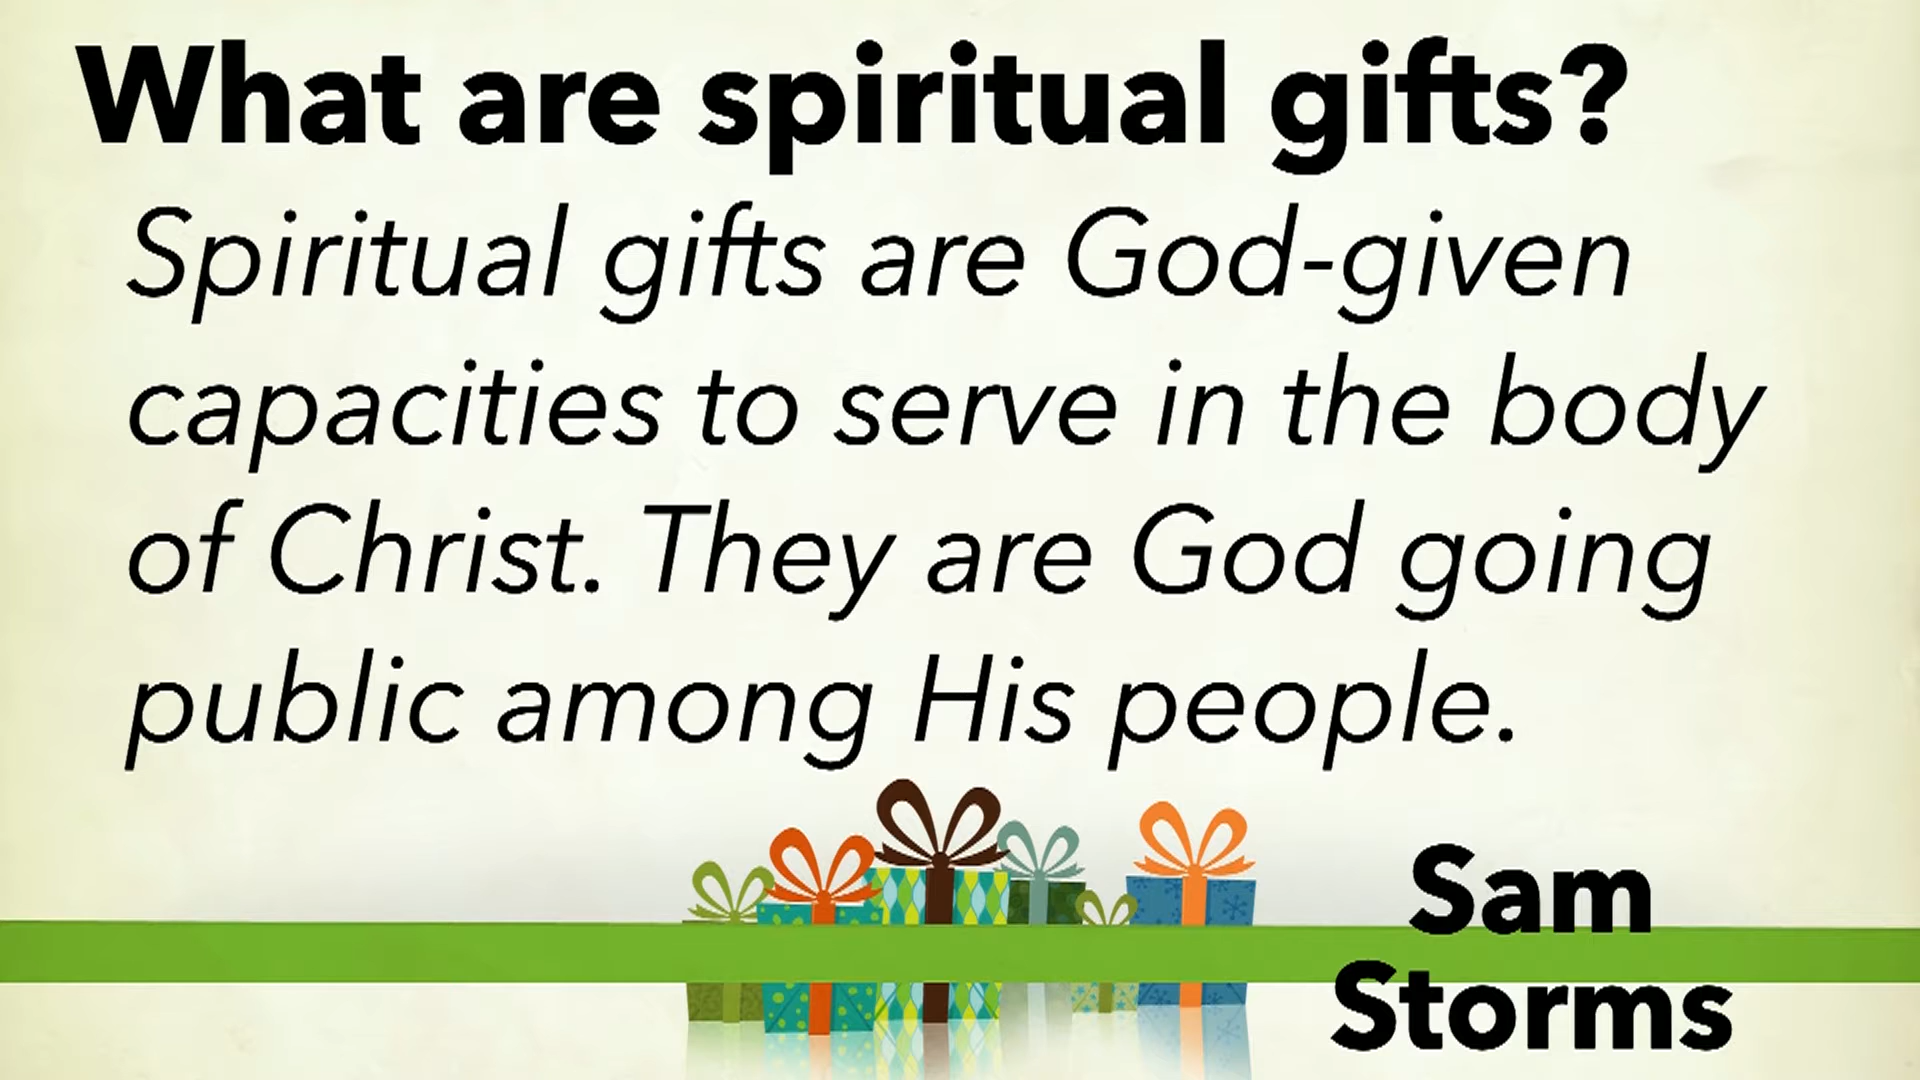 What are spiritual gifts?
Spiritual gifts are God-given
capacities to serve in the body
of Christ. They are God going
public among His people.
Sam
Storms